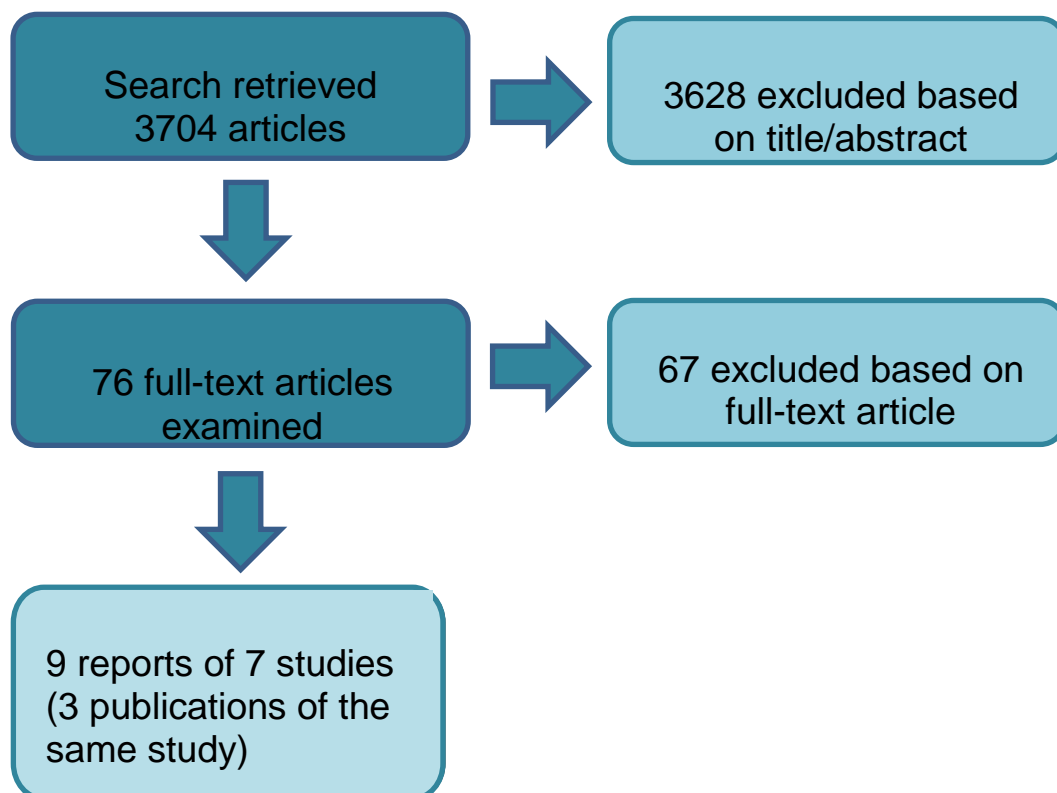 Search retrieved
3704 articles
3628 excluded based
on title/abstract
76 full-text articles
examined
67 excluded based on
full-text article
9 reports of 7 studies
(3 publications of the
same study)